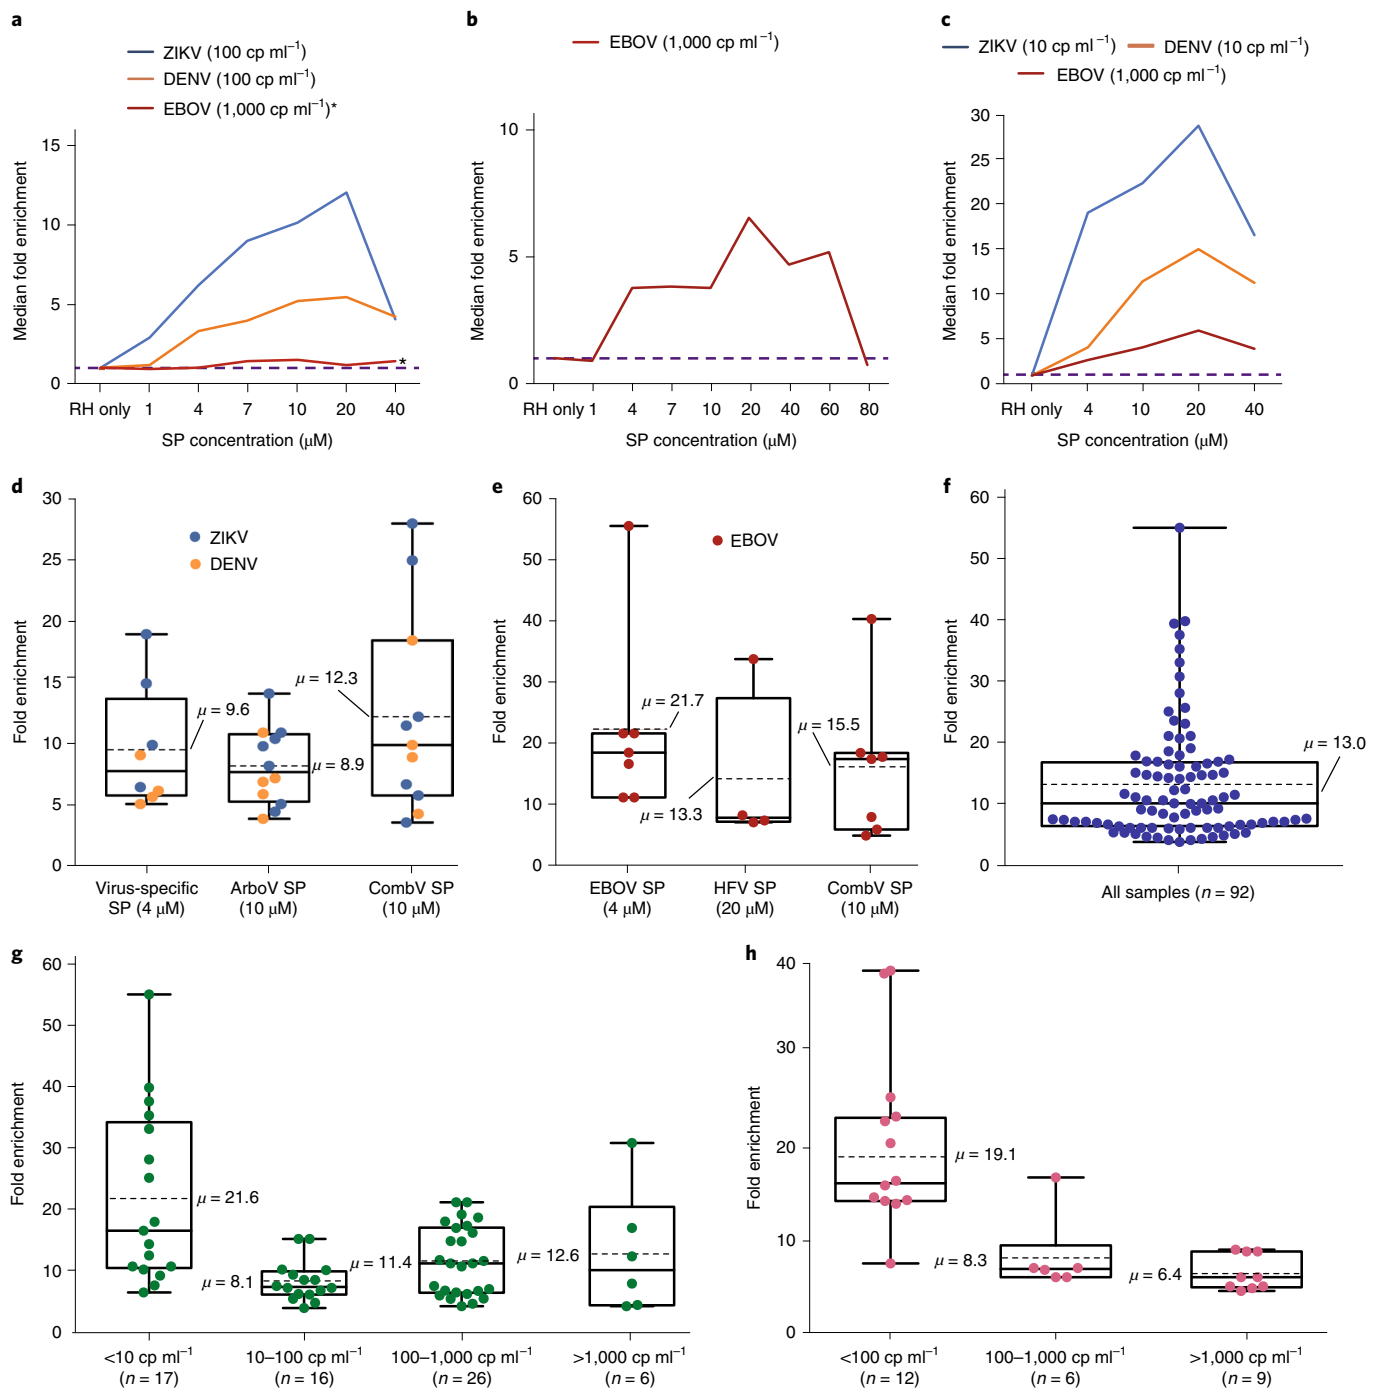 a
ZIKV (100 cp ml⁻¹)
DENV (100 cp ml⁻¹)
EBOV (1,000 cp ml⁻¹)*
Median fold enrichment
15
10
5
0
*
RH only 1 4 7 10 20 40
SP concentration (μM)
b
EBOV (1,000 cp ml⁻¹)
Median fold enrichment
10
5
0
RH only 1 4 7 10 20 40 60 80
SP concentration (μM)
c
ZIKV (10 cp ml⁻¹) DENV (10 cp ml⁻¹)
EBOV (1,000 cp ml⁻¹)
Median fold enrichment
30
25
20
15
10
5
0
RH only 4 10 20 40
SP concentration (μM)
d
Fold enrichment
30
25
20
15
10
5
0
ZIKV
DENV
μ = 9.6
μ = 8.9
μ = 12.3
Virus-specific
SP (4 μM)
ArboV SP
(10 μM)
CombV SP
(10 μM)
e
Fold enrichment
60
50
40
30
20
10
0
EBOV
μ = 21.7
μ = 13.3
μ = 15.5
EBOV SP
(4 μM)
HFV SP
(20 μM)
CombV SP
(10 μM)
f
Fold enrichment
60
50
40
30
20
10
0
μ = 13.0
All samples (n = 92)
g
Fold enrichment
60
50
40
30
20
10
0
μ = 21.6
μ = 8.1
μ = 11.4
μ = 12.6
<10 cp ml⁻¹
(n = 17)
10–100 cp ml⁻¹
(n = 16)
100–1,000 cp ml⁻¹
(n = 26)
>1,000 cp ml⁻¹
(n = 6)
h
Fold enrichment
40
30
20
10
0
μ = 19.1
μ = 8.3
μ = 6.4
<100 cp ml⁻¹
(n = 12)
100–1,000 cp ml⁻¹
(n = 6)
>1,000 cp ml⁻¹
(n = 9)